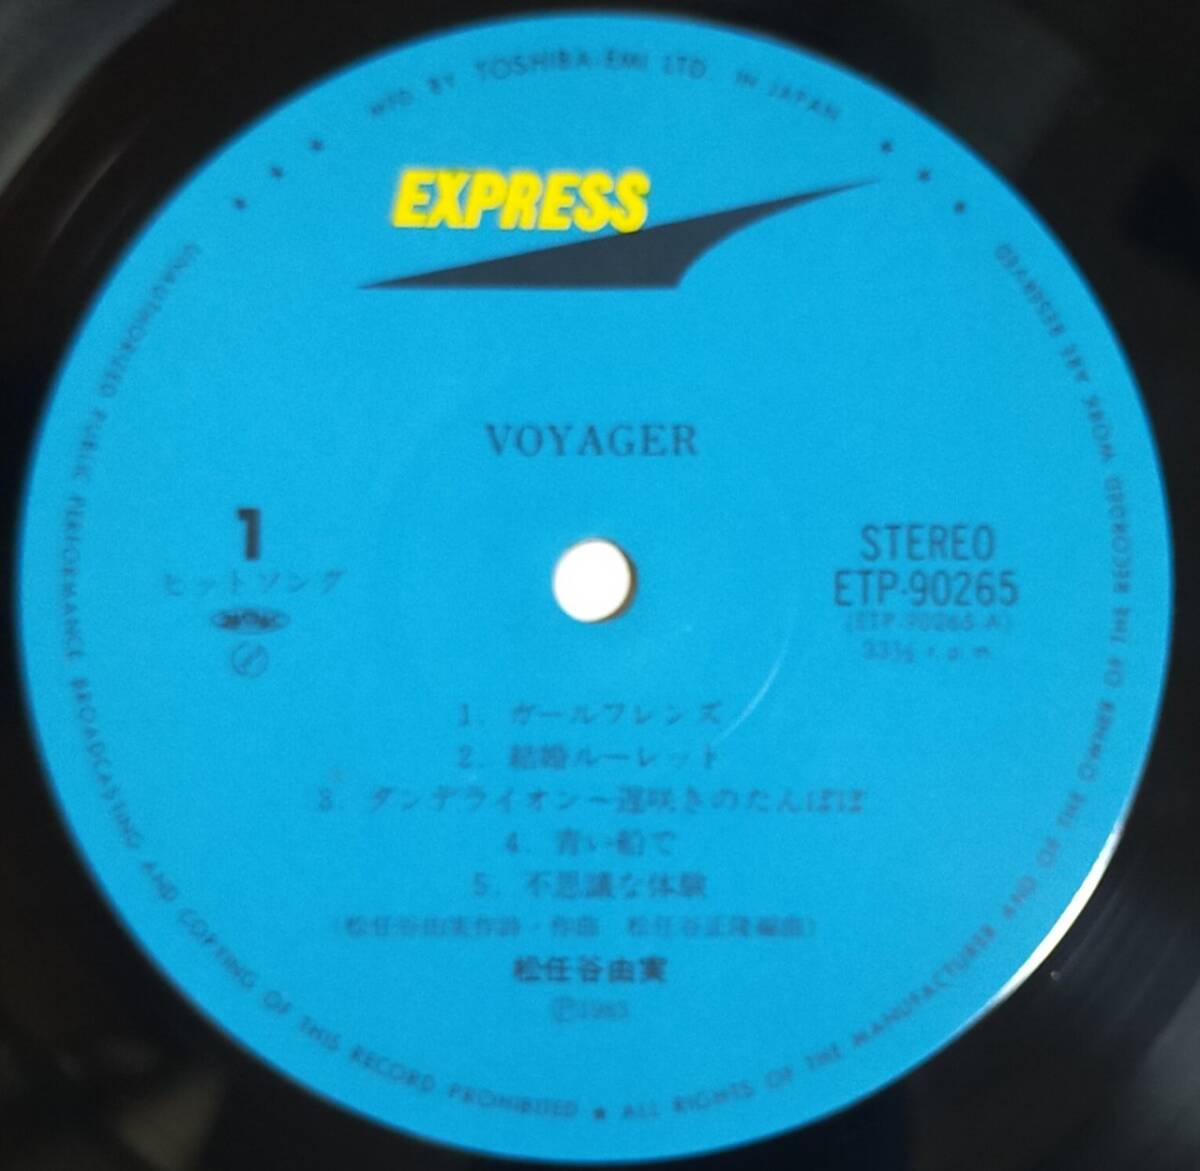 MFD BY TOSHIBA-EMI LTD. IN JAPAN
EXPRESS
VOYAGER
1
ヒットソング
STEREO
ETP-90265
(ETP-90265-A)
33⅓ r.p.m.
1. ガールフレンズ
2. 結婚ルーレット
3. ダンデライオン〜遅咲きのたんぽぽ
4. 青い船で
5. 不思議な体験
(松任谷由実作詩・作曲 松任谷正隆編曲)
松任谷由実
Ⓟ1983
UNAUTHORIZED PUBLIC PERFORMANCE BROADCASTING AND COPYING OF THIS RECORD PROHIBITED ★ ALL RIGHTS OF THE MANUFACTURER AND OF THE OWNER OF THE RECORDED WORK ARE RESERVED